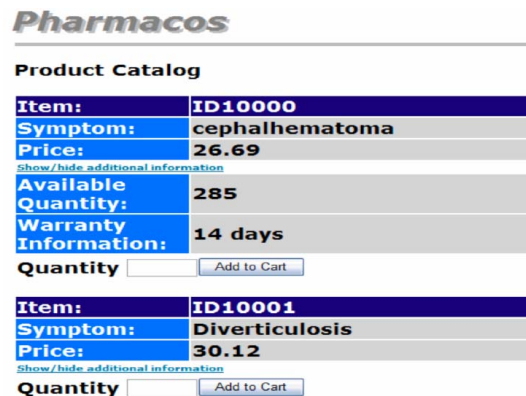 Pharmacos
Product Catalog
Item: ID10000
Symptom: cephalhematoma
Price: 26.69
Show/hide additional information
Available
Quantity: 285
Warranty
Information: 14 days
Quantity Add to Cart
Item: ID10001
Symptom: Diverticulosis
Price: 30.12
Show/hide additional information
Quantity Add to Cart